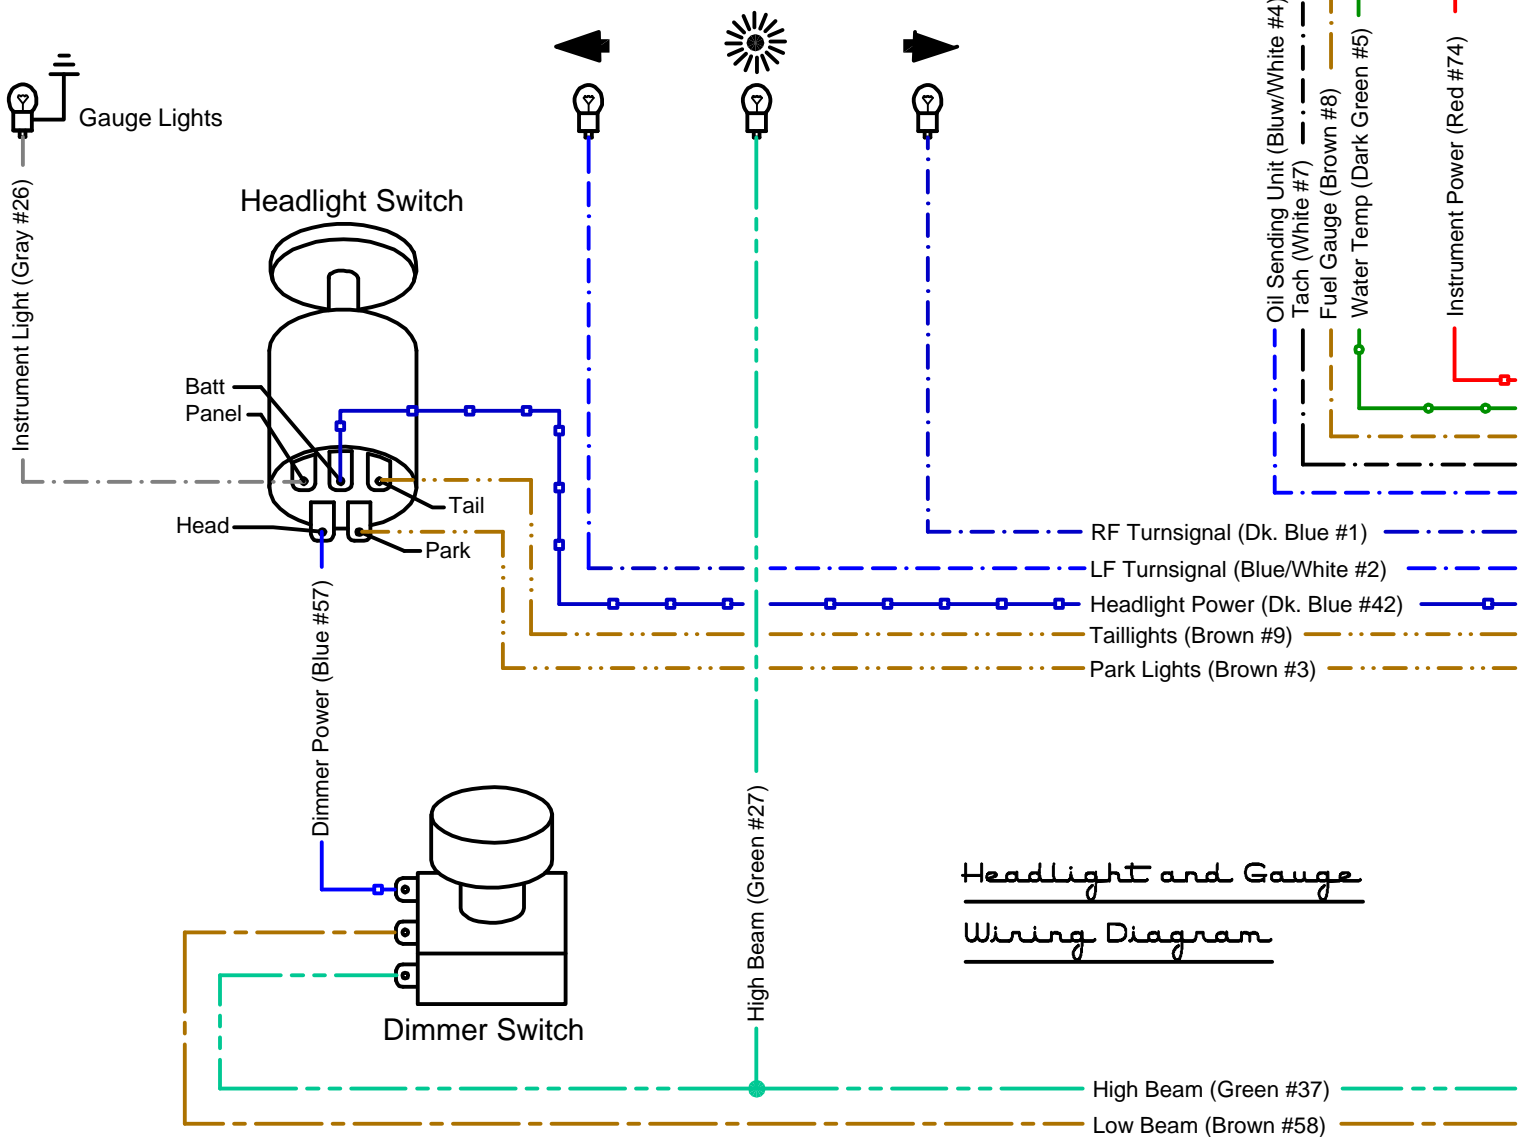 Gauge Lights
Instrument Light (Gray #26)
Headlight Switch
Batt
Panel
Head
Tail
Park
Oil Sending Unit (Bluw/White #4)
Tach (White #7)
Fuel Gauge (Brown #8)
Water Temp (Dark Green #5)
Instrument Power (Red #74)
RF Turnsignal (Dk. Blue #1)
LF Turnsignal (Blue/White #2)
Headlight Power (Dk. Blue #42)
Taillights (Brown #9)
Park Lights (Brown #3)
Dimmer Power (Blue #57)
High Beam (Green #27)
Headlight and Gauge
Wiring Diagram
Dimmer Switch
High Beam (Green #37)
Low Beam (Brown #58)